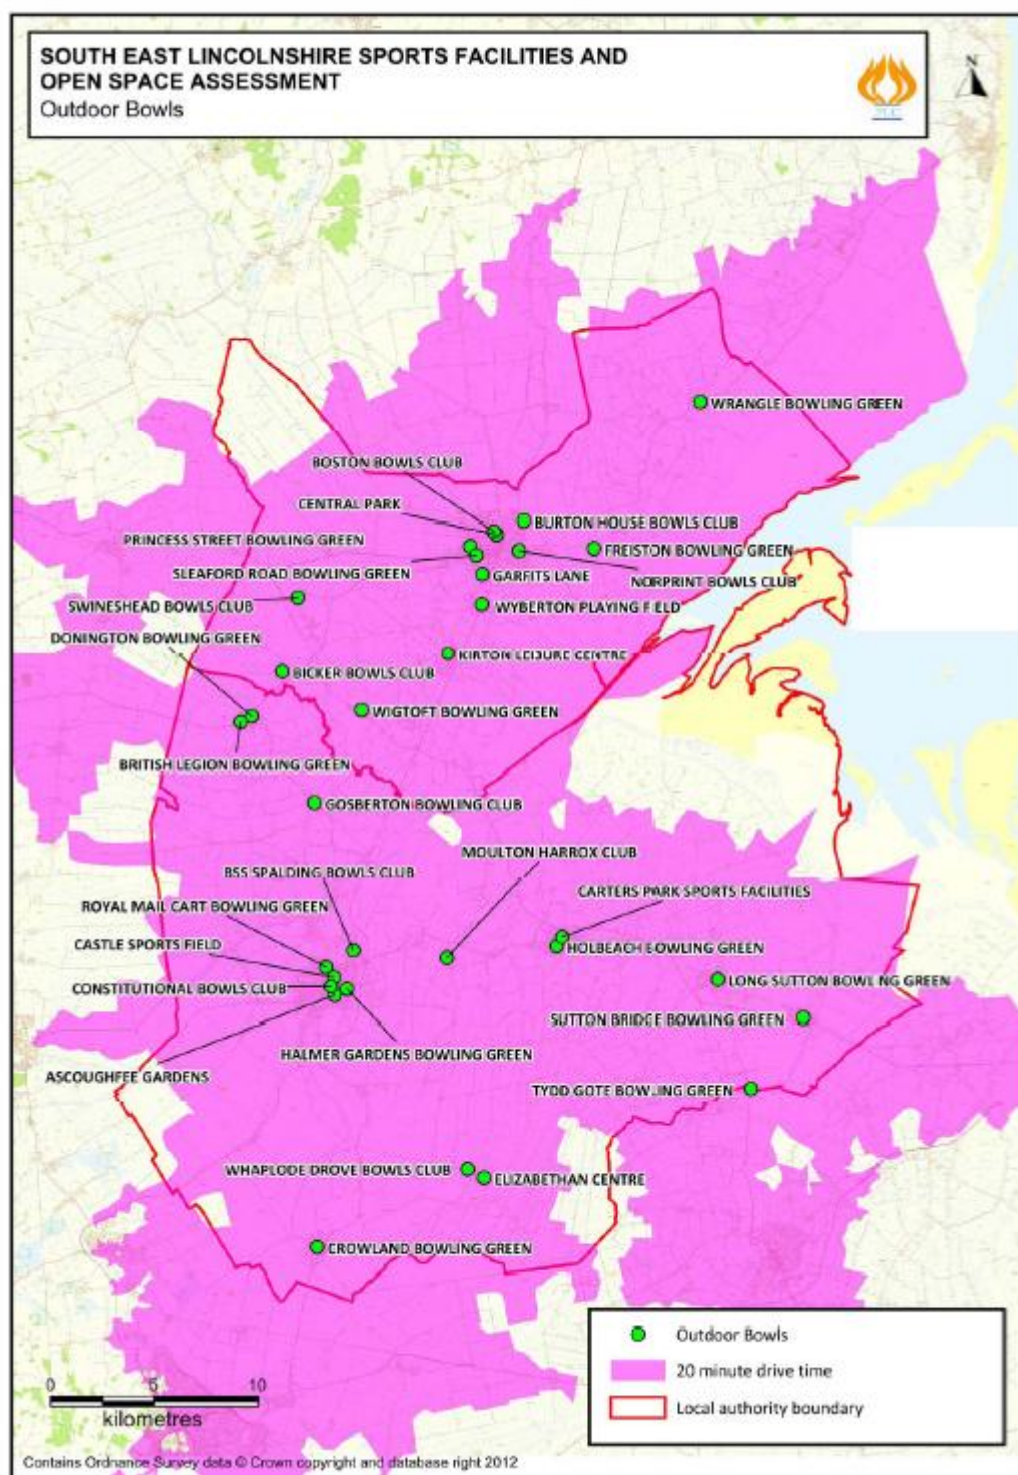 SOUTH EAST LINCOLNSHIRE SPORTS FACILITIES AND
OPEN SPACE ASSESSMENT
Outdoor Bowls
N
WRANGLE BOWLING GREEN
BOSTON BOWLS CLUB
CENTRAL PARK
BURTON HOUSE BOWLS CLUB
PRINCESS STREET BOWLING GREEN
FREISTON BOWLING GREEN
SLEAFORD ROAD BOWLING GREEN
GARFITS LANE
NORPRINT BOWLS CLUB
SWINESHEAD BOWLS CLUB
WYBERTON PLAYING FIELD
DONINGTON BOWLING GREEN
KIRTON LEISURE CENTRE
BICKER BOWLS CLUB
WIGTOFT BOWLING GREEN
BRITISH LEGION BOWLING GREEN
GOSBERTON BOWLING CLUB
MOULTON HARROX CLUB
BSS SPALDING BOWLS CLUB
CARTERS PARK SPORTS FACILITIES
ROYAL MAIL CART BOWLING GREEN
CASTLE SPORTS FIELD
HOLBEACH BOWLING GREEN
CONSTITUTIONAL BOWLS CLUB
LONG SUTTON BOWLING GREEN
SUTTON BRIDGE BOWLING GREEN
HALMER GARDENS BOWLING GREEN
ASCOUGHFEE GARDENS
TYDD GOTE BOWLING GREEN
WHAPLODE DROVE BOWLS CLUB
ELIZABETHAN CENTRE
CROWLAND BOWLING GREEN
Outdoor Bowls
20 minute drive time
Local authority boundary
0 5 10
kilometres
Contains Ordnance Survey data © Crown copyright and database right 2012